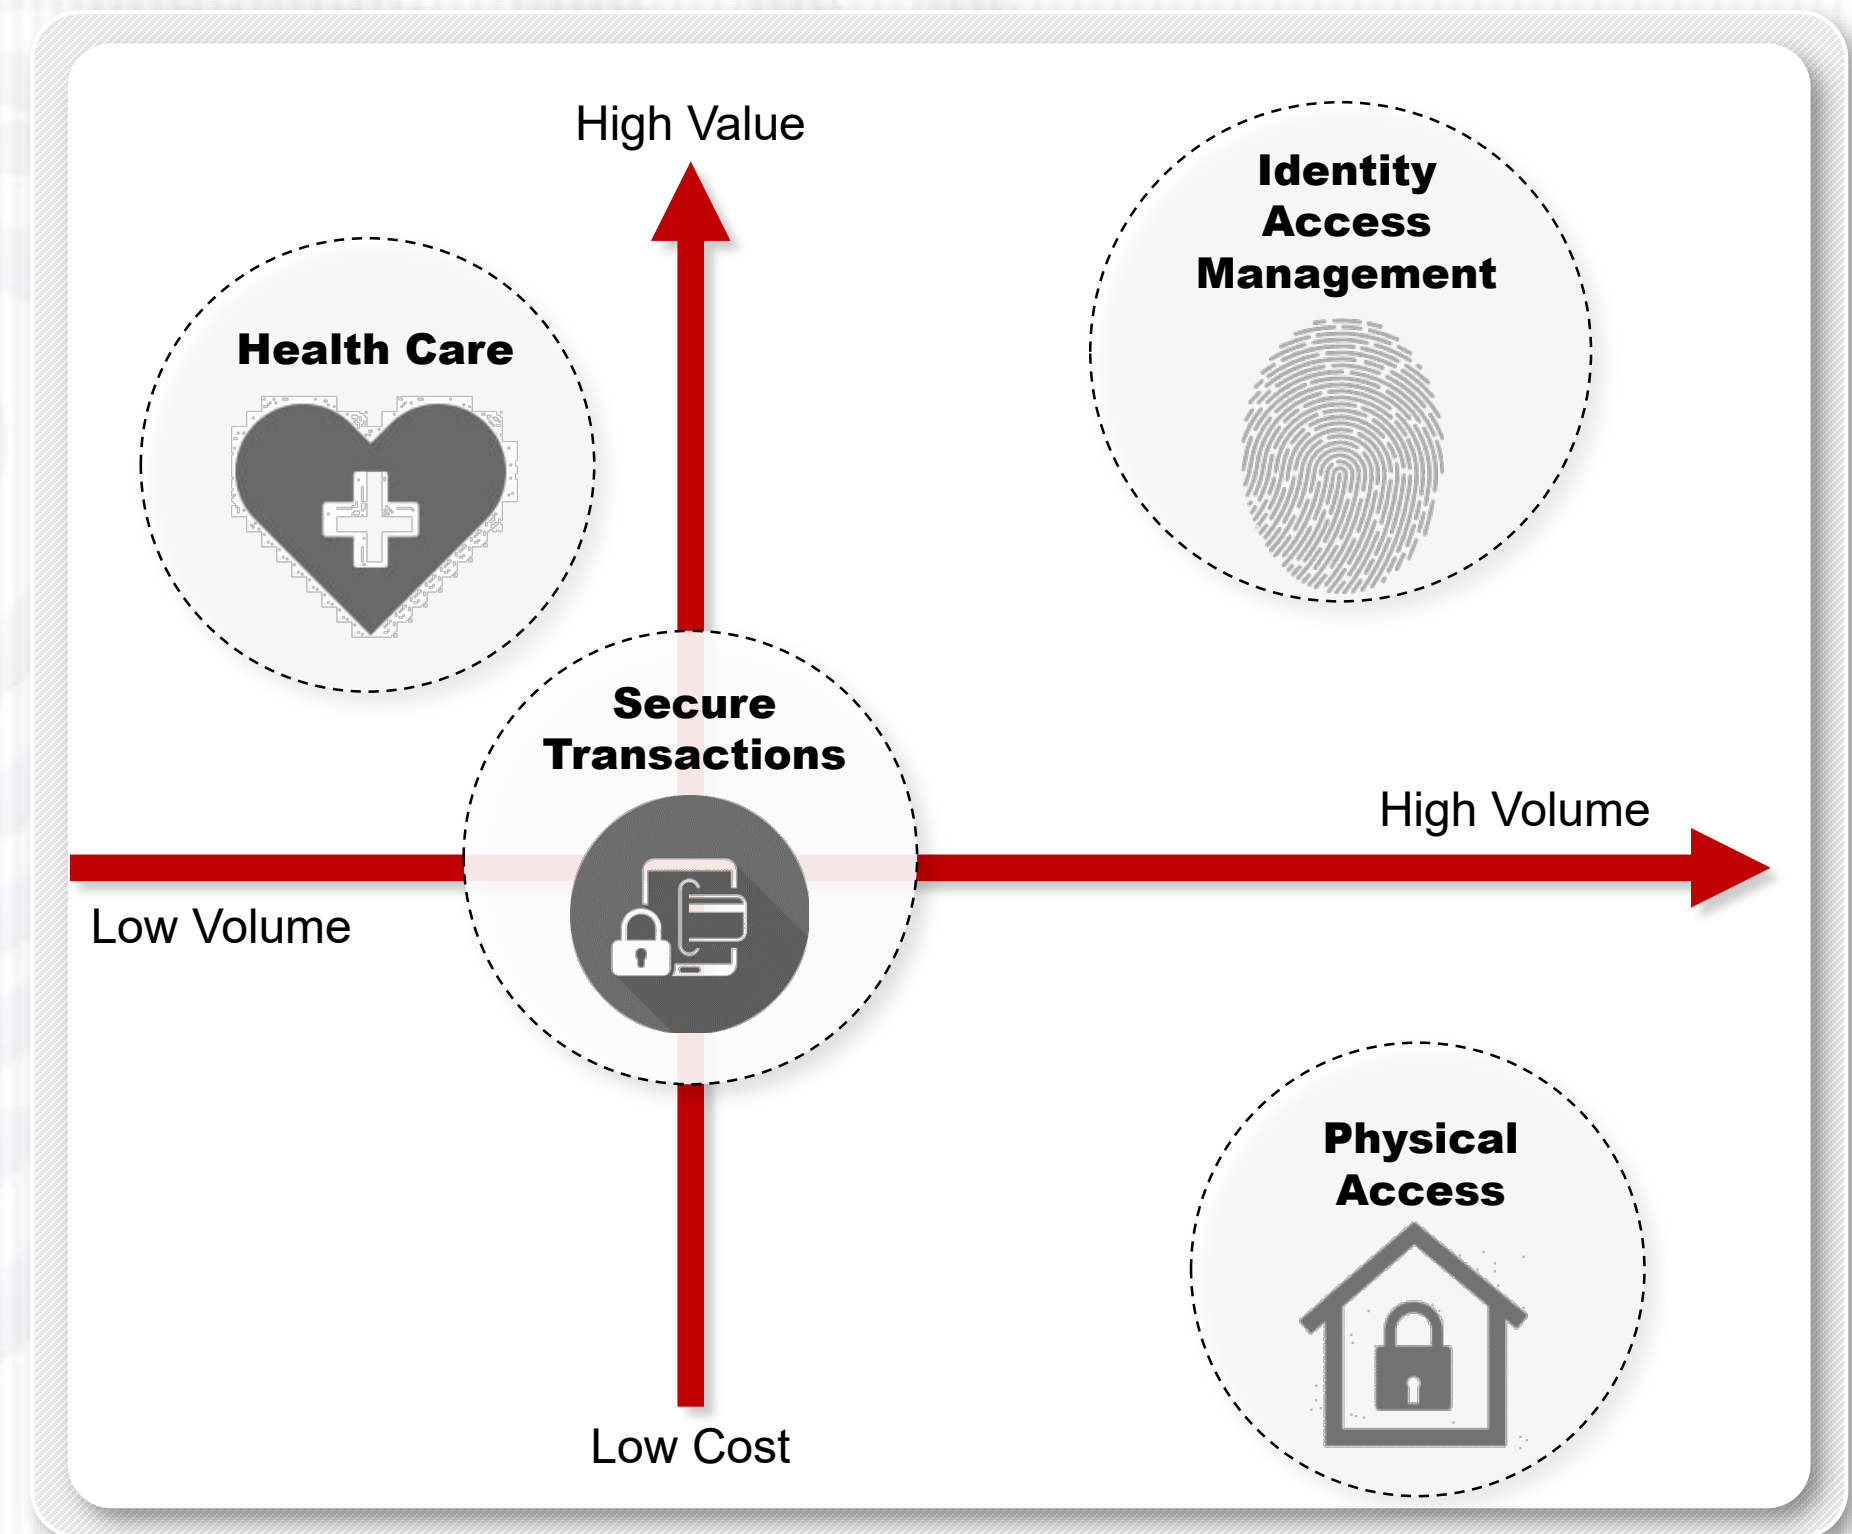 High Value
Identity
Access
Management
Health Care
Secure
Transactions
High Volume
Low Volume
Physical
Access
Low Cost